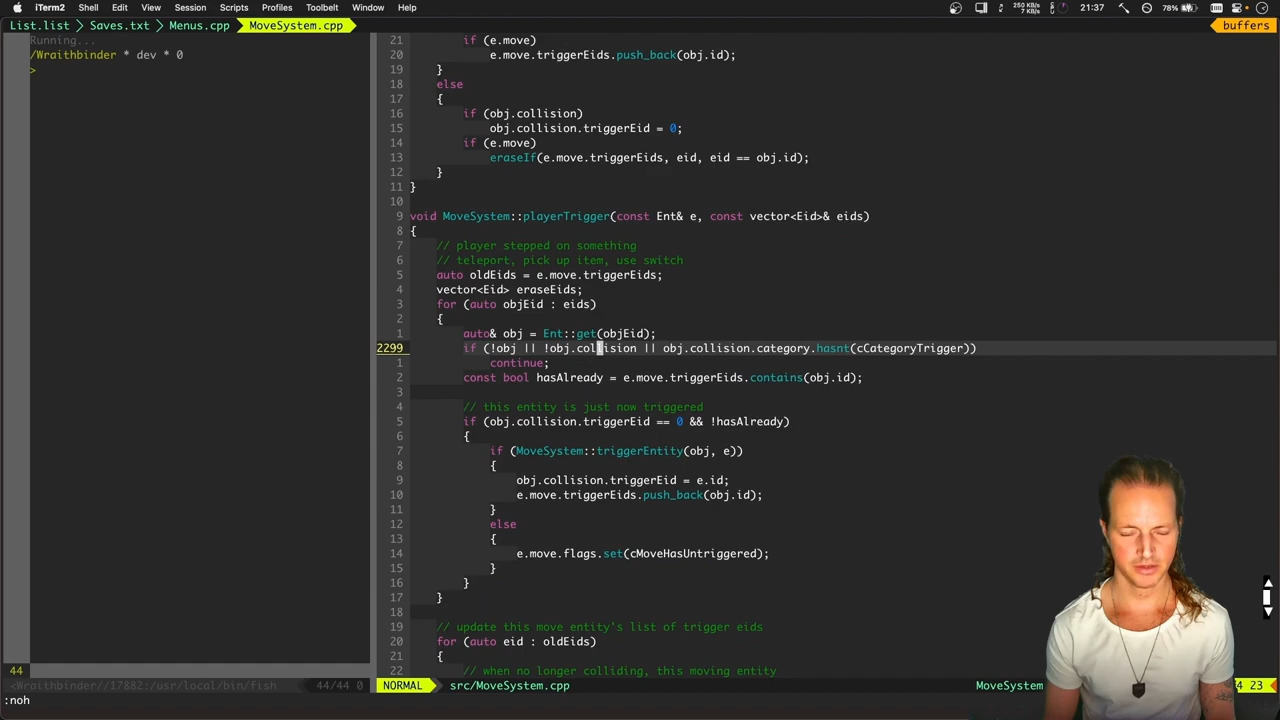 iTerm2 Shell Edit View Session Scripts Profiles Toolbelt Window Help 250 KB/s 7 KB/s 78% 21:37
List.list Saves.txt Menus.cpp MoveSystem.cpp buffers
Running...
/Wraithbinder * dev * 0
>
44
<Wraithbinder//17882:/usr/local/bin/fish 44/44 0
21 if (e.move)
20 e.move.triggerEids.push_back(obj.id);
19 }
18 else
17 {
16 if (obj.collision)
15 obj.collision.triggerEid = 0;
14 if (e.move)
13 eraseIf(e.move.triggerEids, eid, eid == obj.id);
12 }
11 }
10
9 void MoveSystem::playerTrigger(const Ent& e, const vector<Eid>& eids)
8 {
7 // player stepped on something
6 // teleport, pick up item, use switch
5 auto oldEids = e.move.triggerEids;
4 vector<Eid> eraseEids;
3 for (auto objEid : eids)
2 {
1 auto& obj = Ent::get(objEid);
2299 if (!obj || !obj.collision || obj.collision.category.hasnt(cCategoryTrigger))
1 continue;
2 const bool hasAlready = e.move.triggerEids.contains(obj.id);
3
4 // this entity is just now triggered
5 if (obj.collision.triggerEid == 0 && !hasAlready)
6 {
7 if (MoveSystem::triggerEntity(obj, e))
8 {
9 obj.collision.triggerEid = e.id;
10 e.move.triggerEids.push_back(obj.id);
11 }
12 else
13 {
14 e.move.flags.set(cMoveHasUntriggered);
15 }
16 }
17 }
18
19 // update this move entity's list of trigger eids
20 for (auto eid : oldEids)
21 {
22 // when no longer colliding, this moving entity
NORMAL src/MoveSystem.cpp MoveSystem 4 23
:noh